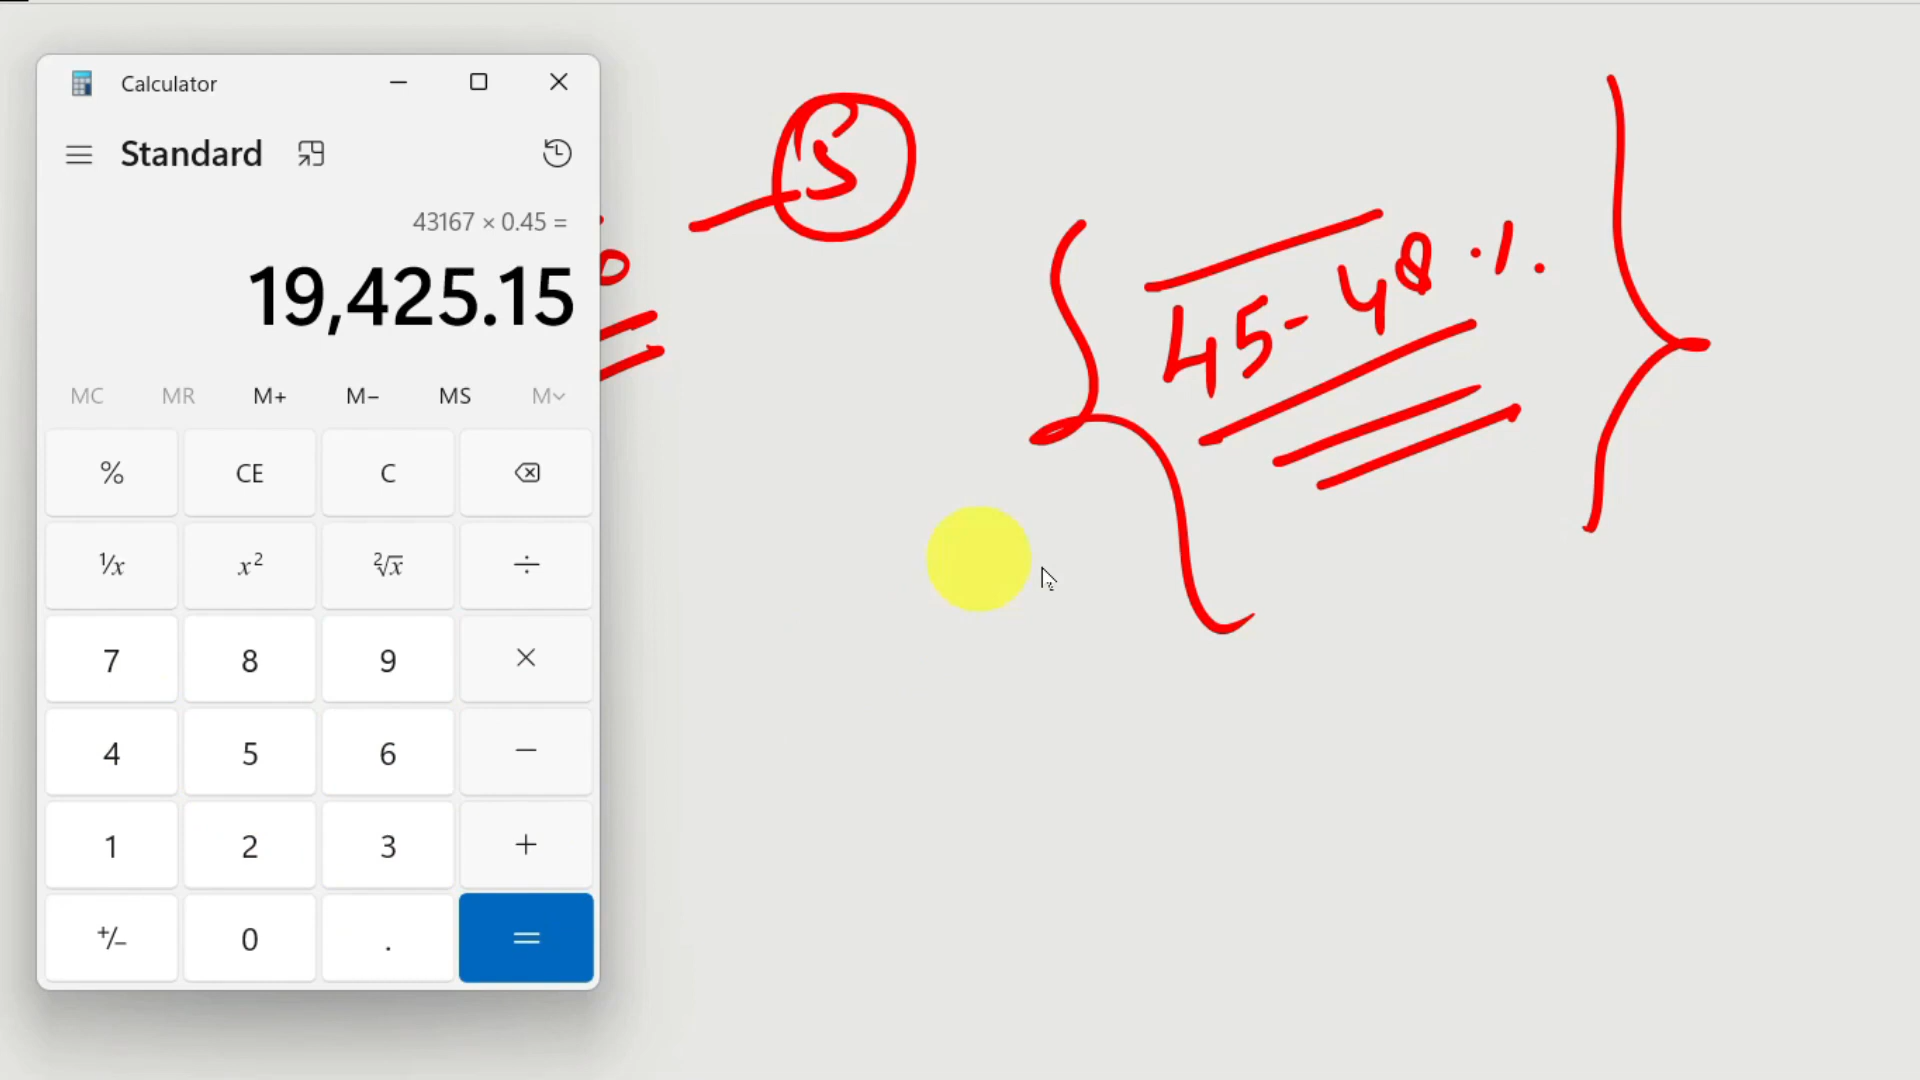 Calculator
Standard
43167 × 0.45 =
19,425.15
MC MR M+ M− MS M
% CE C
¹/x x² ²√x ÷
7 8 9 ×
4 5 6 −
1 2 3 +
+/− 0 . =
S
45-48 %